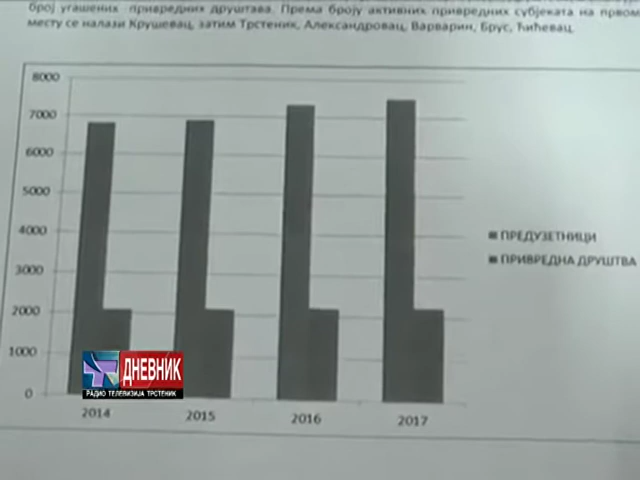 број угашених привредних друштава. Према броју активних привредних субјеката на првом
месту се налази Крушевац, затим Трстеник, Александровац, Варварин, Брус, Ћићевац.
8000
7000
6000
5000
4000
3000
2000
1000
0
2014
2015
2016
2017
ПРЕДУЗЕТНИЦИ
ПРИВРЕДНА ДРУШТВА
ДНЕВНИК
РАДИО ТЕЛЕВИЗИЈА ТРСТЕНИК